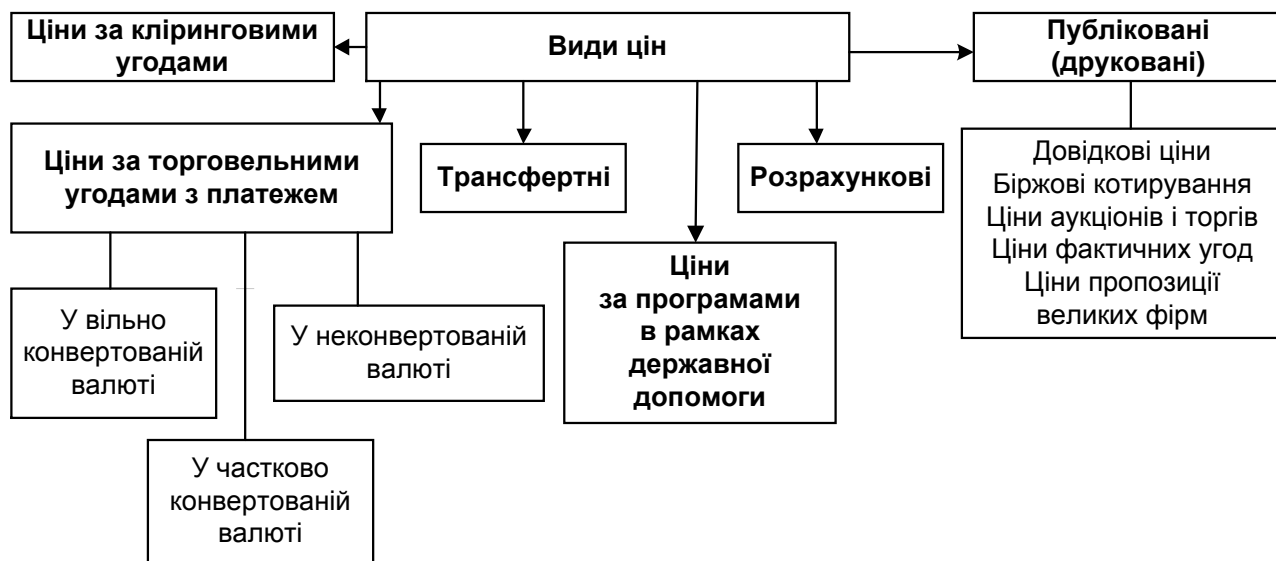 Ціни за кліринговими
угодами
Види цін
Публіковані
(друковані)
Ціни за торговельними
угодами з платежем
Трансфертні
Розрахункові
Довідкові ціни
Біржові котирування
Ціни аукціонів і торгів
Ціни фактичних угод
Ціни пропозиції
великих фірм
Ціни
за програмами
в рамках
державної
допомоги
У вільно
конвертованій
валюті
У неконвертованій
валюті
У частково
конвертованій
валюті